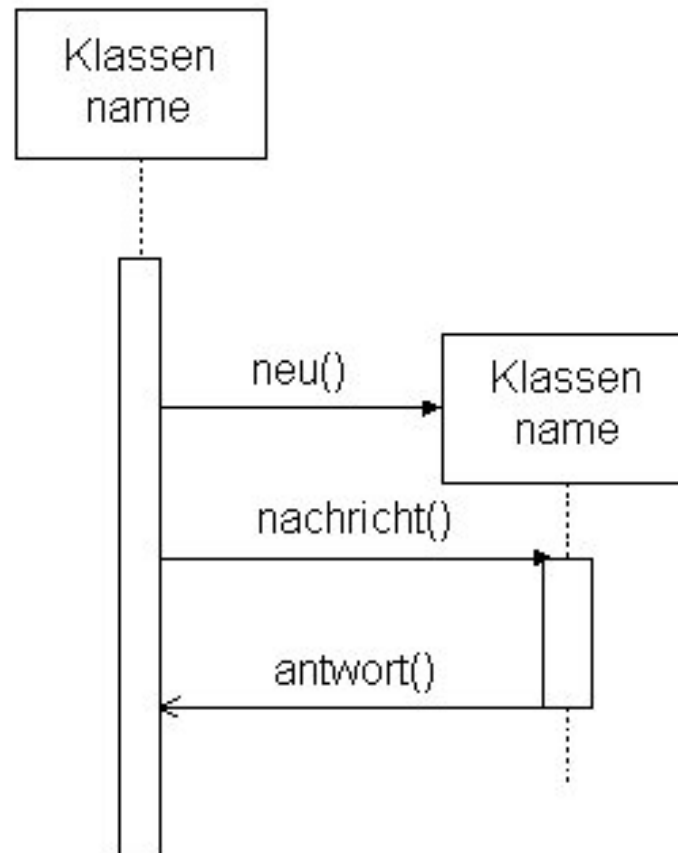 Klassen
name
neu()
Klassen
name
nachricht()
antwort()